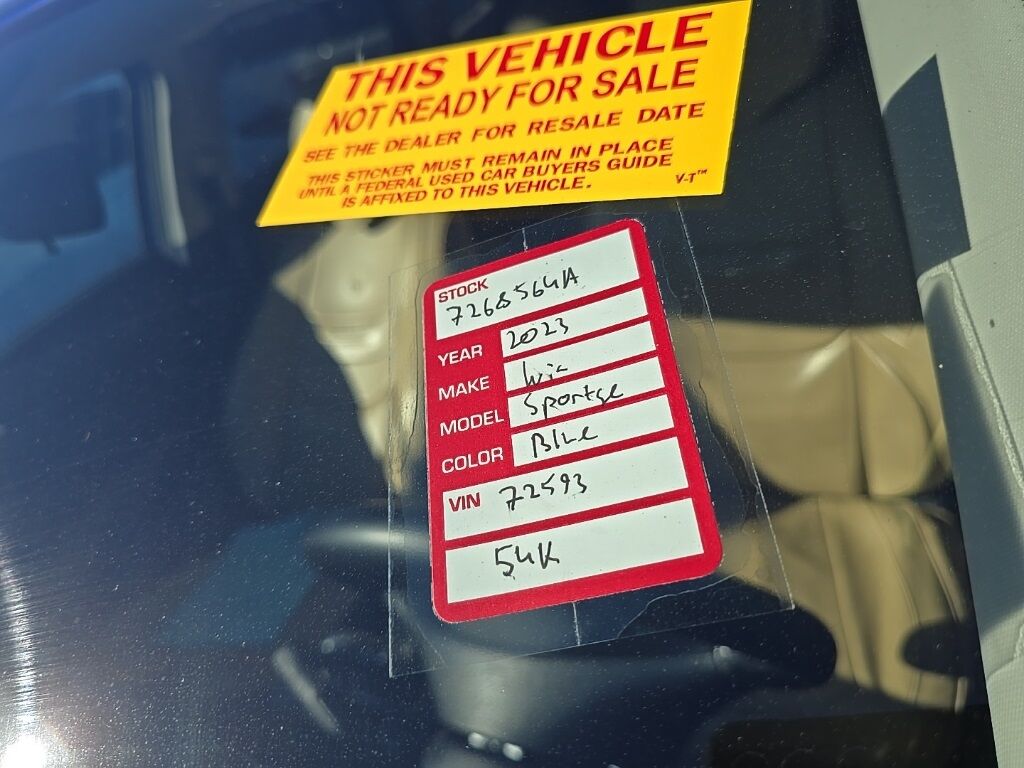 THIS VEHICLE
NOT READY FOR SALE
SEE THE DEALER FOR RESALE DATE
THIS STICKER MUST REMAIN IN PLACE
UNTIL A FEDERAL USED CAR BUYERS GUIDE
IS AFFIXED TO THIS VEHICLE.
V-T™
STOCK
7268564A
YEAR 2023
MAKE
MODEL Sportge
COLOR Blue
VIN 72593
54K